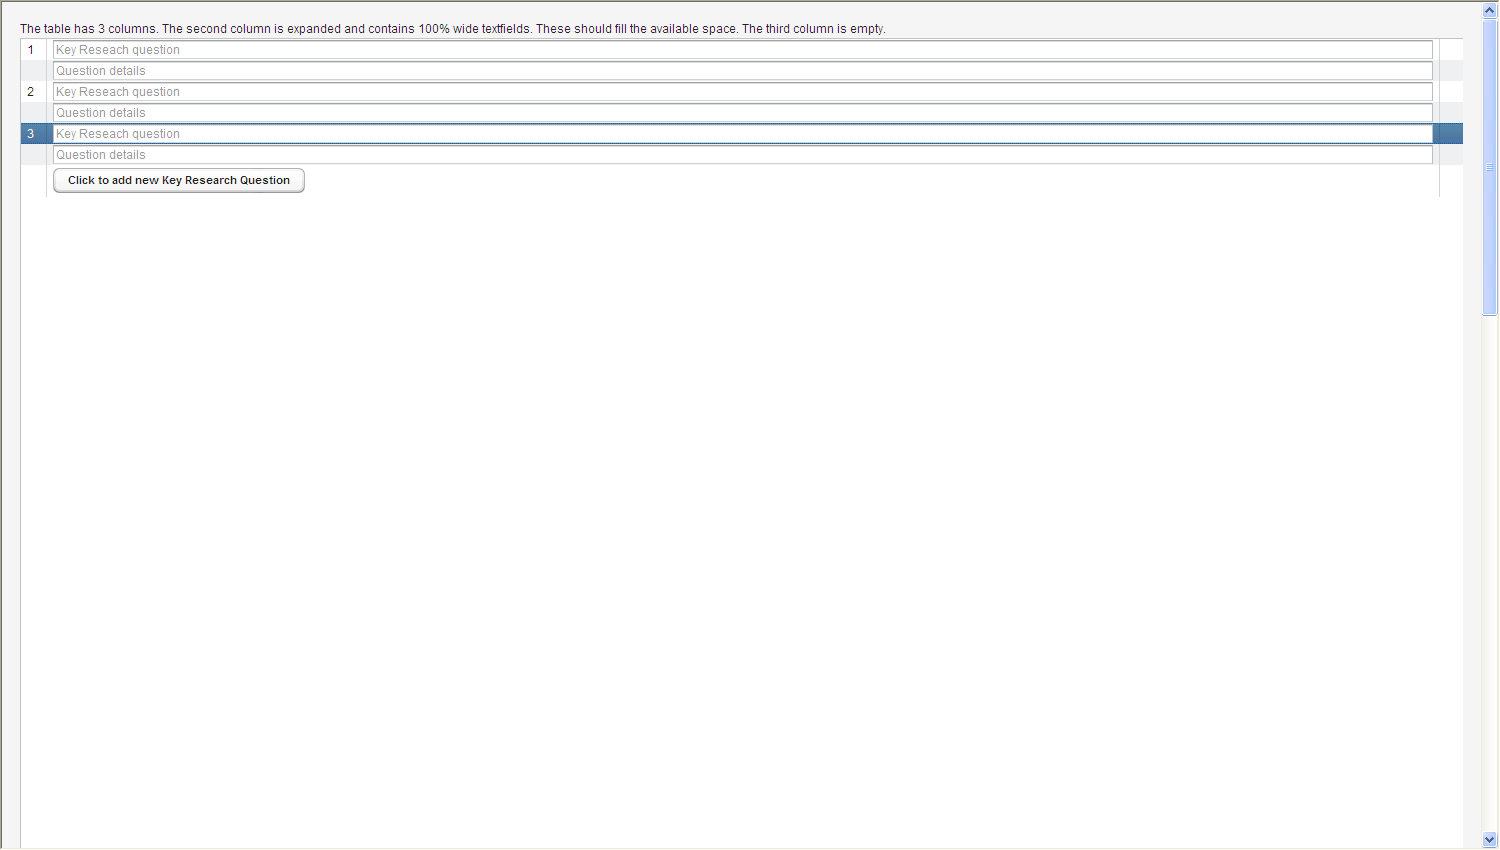 The table has 3 columns. The second column is expanded and contains 100% wide textfields. These should fill the available space. The third column is empty.
1 Key Reseach question
Question details
2 Key Reseach question
Question details
3 Key Reseach question
Question details
Click to add new Key Research Question